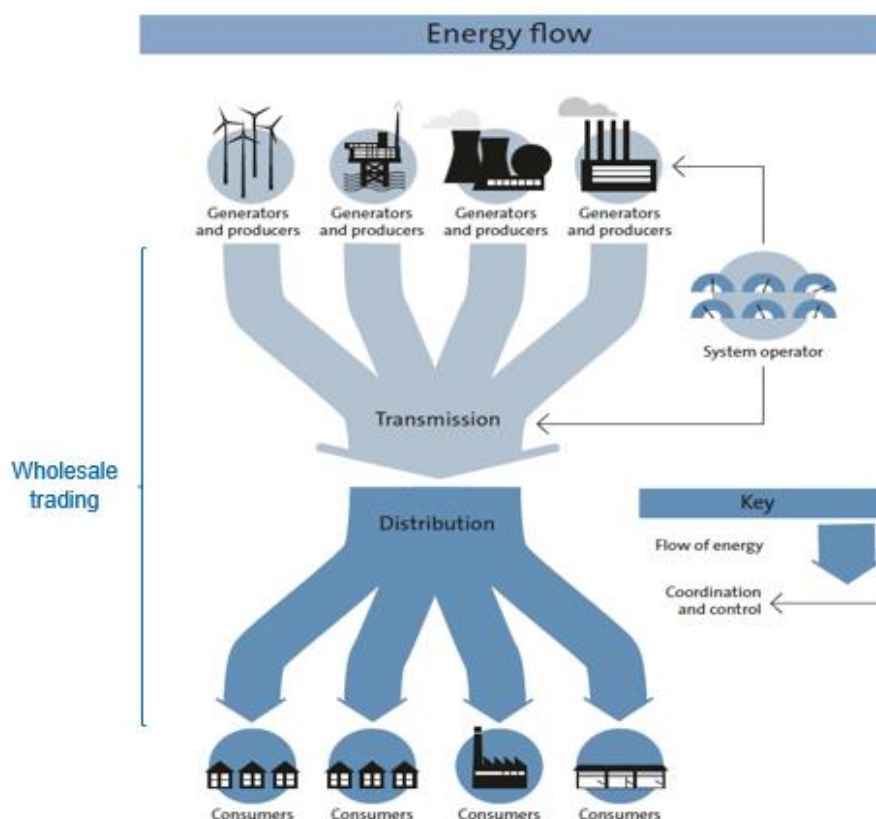 Energy flow
Generators
and producers
Generators
and producers
Generators
and producers
Generators
and producers
System operator
Transmission
Wholesale
trading
Key
Distribution
Flow of energy
Coordination
and control
Consumers
Consumers
Consumers
Consumers